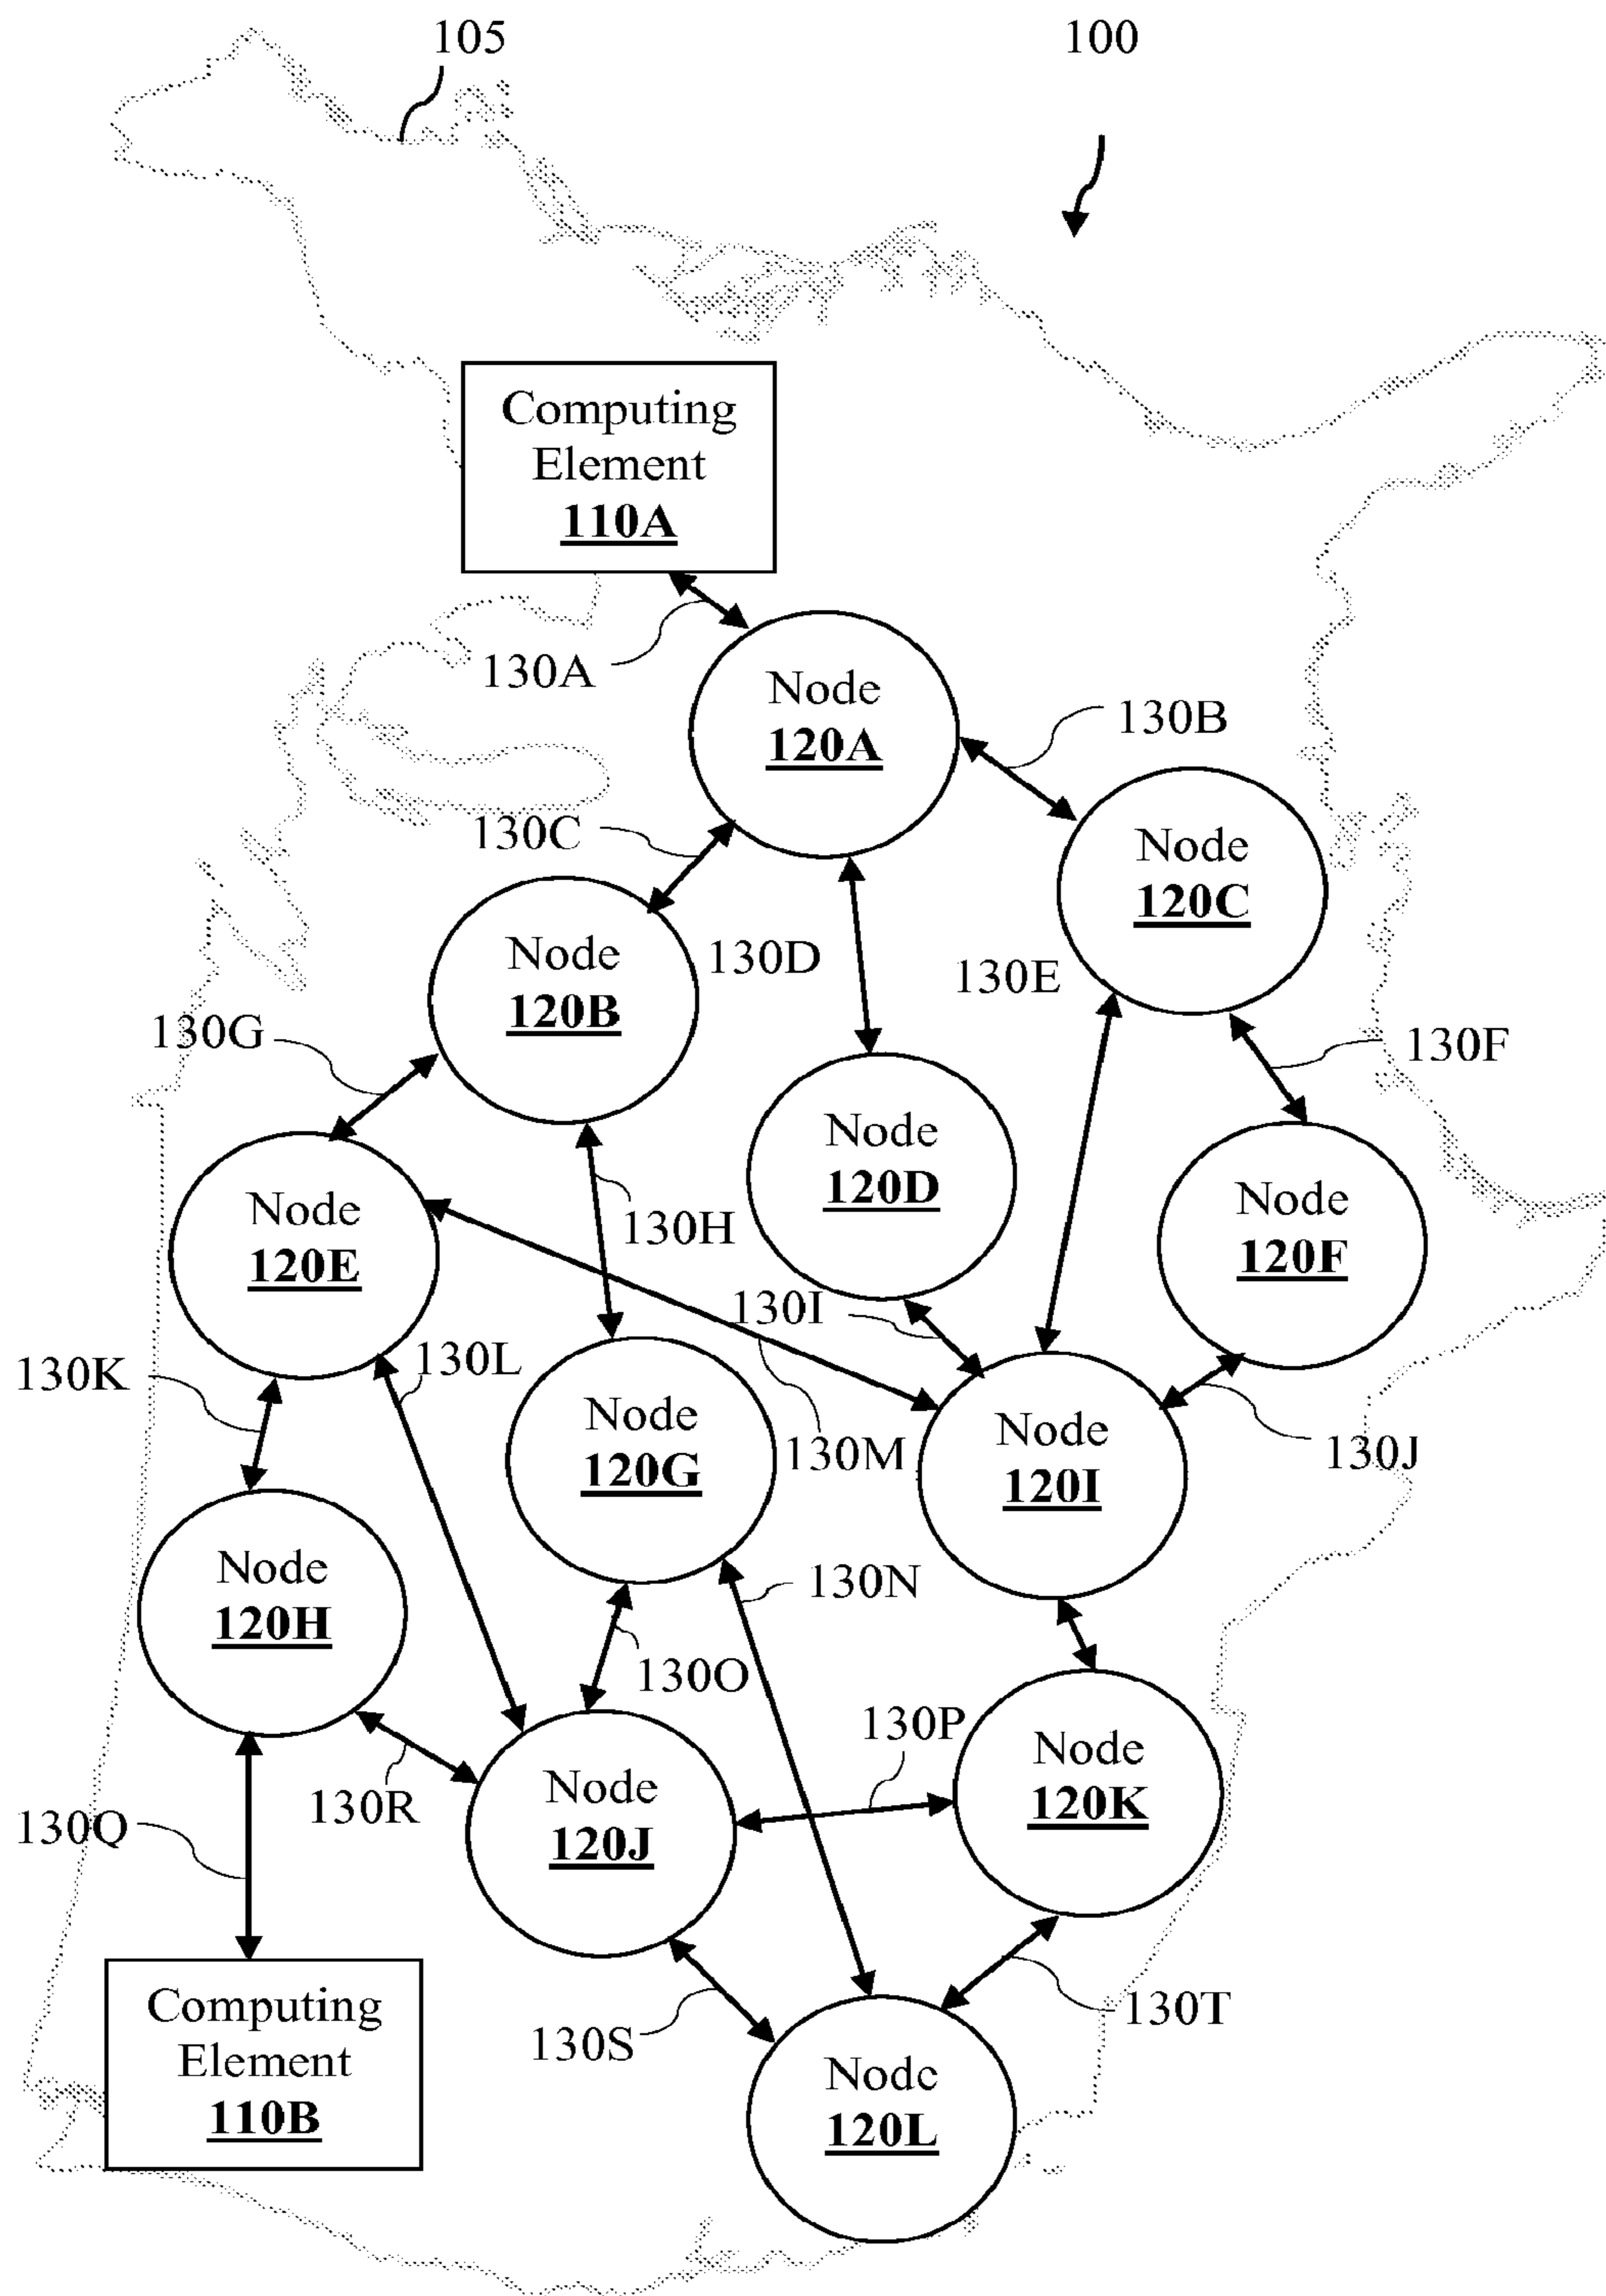 105
100
Computing
Element
110A
130A
Node
120A
130B
130C
Node
120C
Node
120B
130D
130E
130G
130F
Node
120D
Node
120E
130H
Node
120F
130I
130L
130K
Node
120G
130M
Node
120I
130J
Node
120H
130N
130O
130P
Node
120K
130R
Node
120J
130Q
Computing
Element
110B
130S
130T
Node
120L